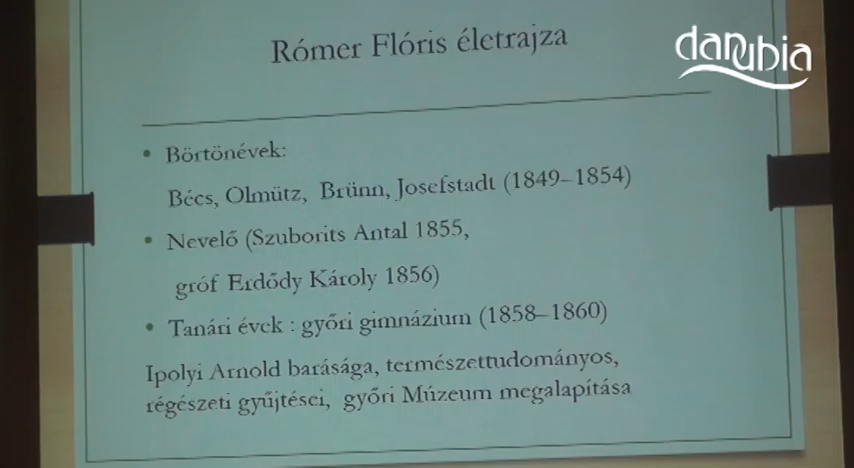 Rómer Flóris életrajza
danubia
• Börtönévek:
Bécs, Olmütz, Brünn, Josefstadt (1849–1854)
• Nevelő (Szuborits Antal 1855,
gróf Erdődy Károly 1856)
• Tanári évek : győri gimnázium (1858–1860)
Ipolyi Arnold barásága, természettudományos,
régészeti gyűjtései, győri Múzeum megalapítása